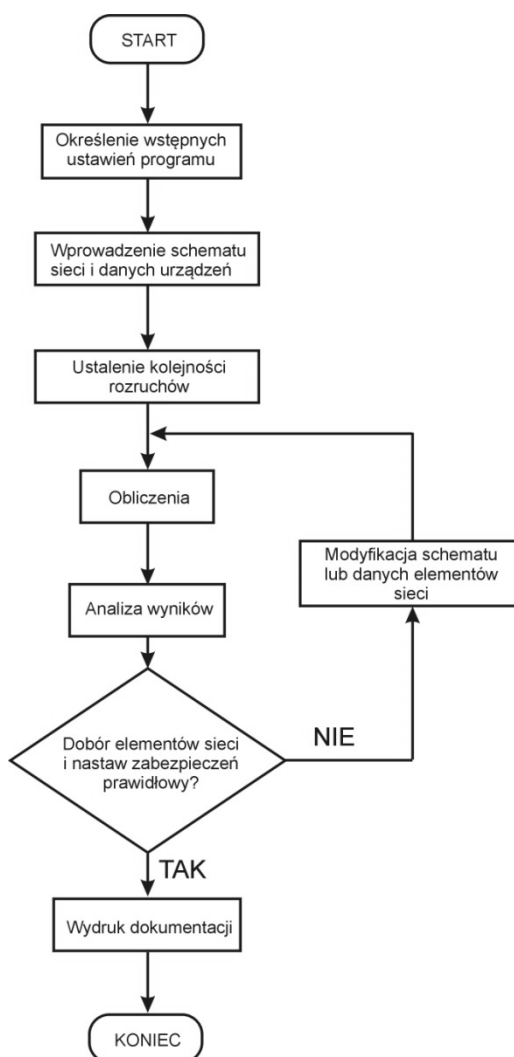 START
Określenie wstępnych
ustawień programu
Wprowadzenie schematu
sieci i danych urządzeń
Ustalenie kolejności
rozruchów
Obliczenia
Modyfikacja schematu
lub danych elementów
sieci
Analiza wyników
Dobór elementów sieci
i nastaw zabezpieczeń
prawidłowy?
NIE
TAK
Wydruk dokumentacji
KONIEC